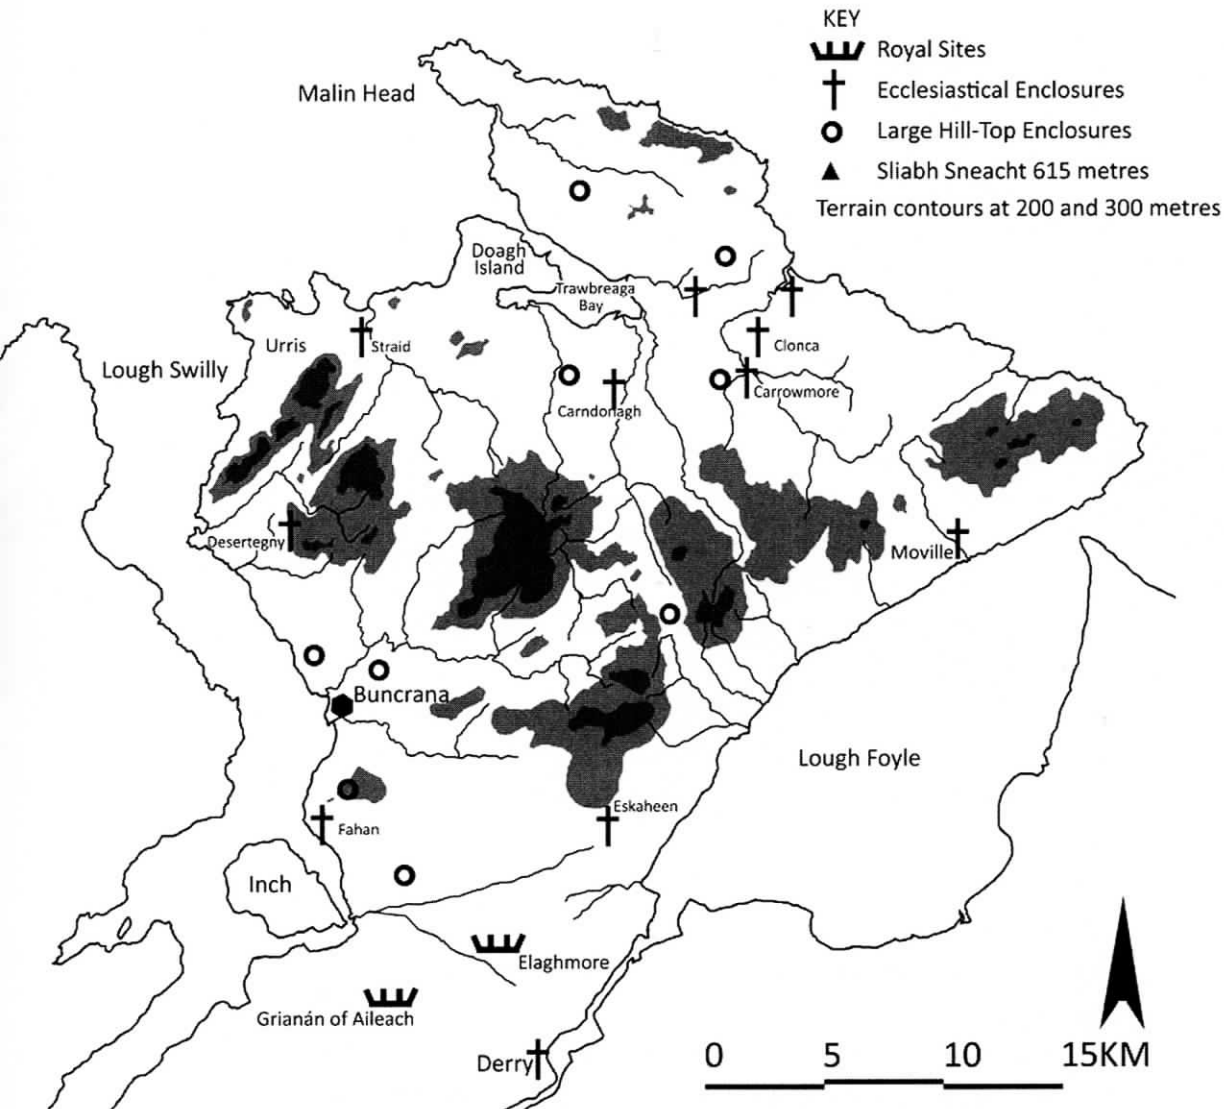 KEY
Royal Sites
Ecclesiastical Enclosures
Large Hill-Top Enclosures
Sliabh Sneacht 615 metres
Terrain contours at 200 and 300 metres
Malin Head
Doagh
Island
Trawbreaga
Bay
Urris
Straid
Clonca
Lough Swilly
Carrowmore
Carndonagh
Desertegny
Moville
Buncrana
Lough Foyle
Eskaheen
Fahan
Inch
Elaghmore
Grianán of Aileach
Derry
0 5 10 15KM